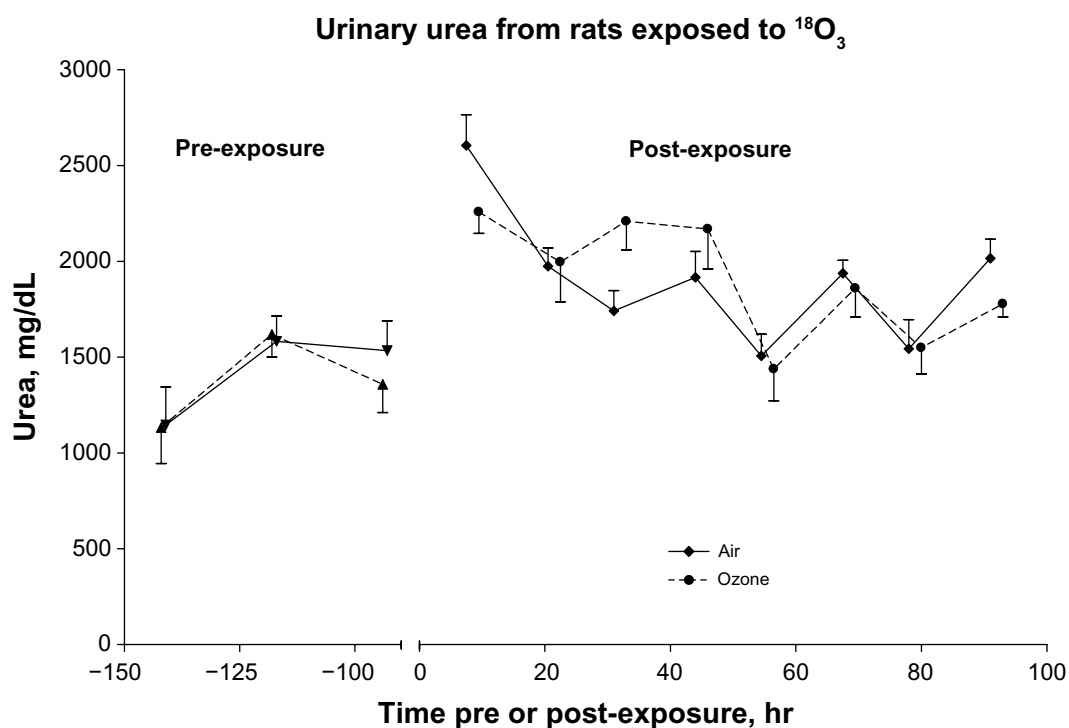 Urinary urea from rats exposed to ¹⁸O₃
3000
2500
2000
1500
1000
500
0
Urea, mg/dL
Pre-exposure
Post-exposure
Air
Ozone
−150
−125
−100
0
20
40
60
80
100
Time pre or post-exposure, hr